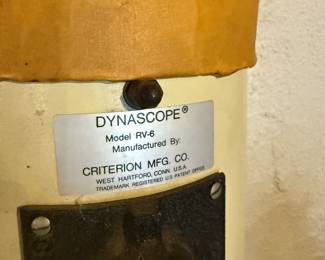 DYNASCOPE®
Model RV-6
Manufactured By:
CRITERION MFG. CO.
WEST HARTFORD, CONN. U.S.A.
TRADEMARK REGISTERED U.S. PATENT OFFICE